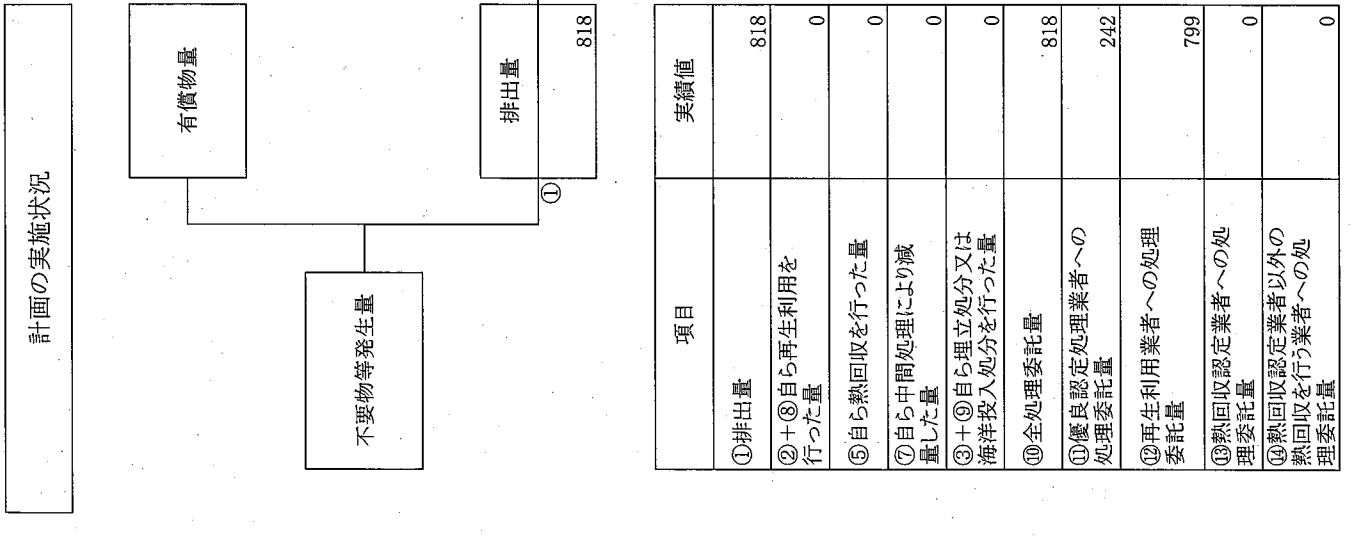 計画の実施状況
有償物量
不要物等発生量
排出量
①
818
項目
実績値
①排出量
818
②+⑧自ら再生利用を
行った量
0
⑤自ら熱回収を行った量
0
⑦自ら中間処理により減
量した量
0
③+⑨自ら埋立処分又は
海洋投入処分を行った量
0
⑩全処理委託量
818
⑪優良認定処理業者への
処理委託量
242
⑫再生利用業者への処理
委託量
799
⑬熱回収認定業者への処
理委託量
0
⑭熱回収認定業者以外の
熱回収を行う業者への処
理委託量
0